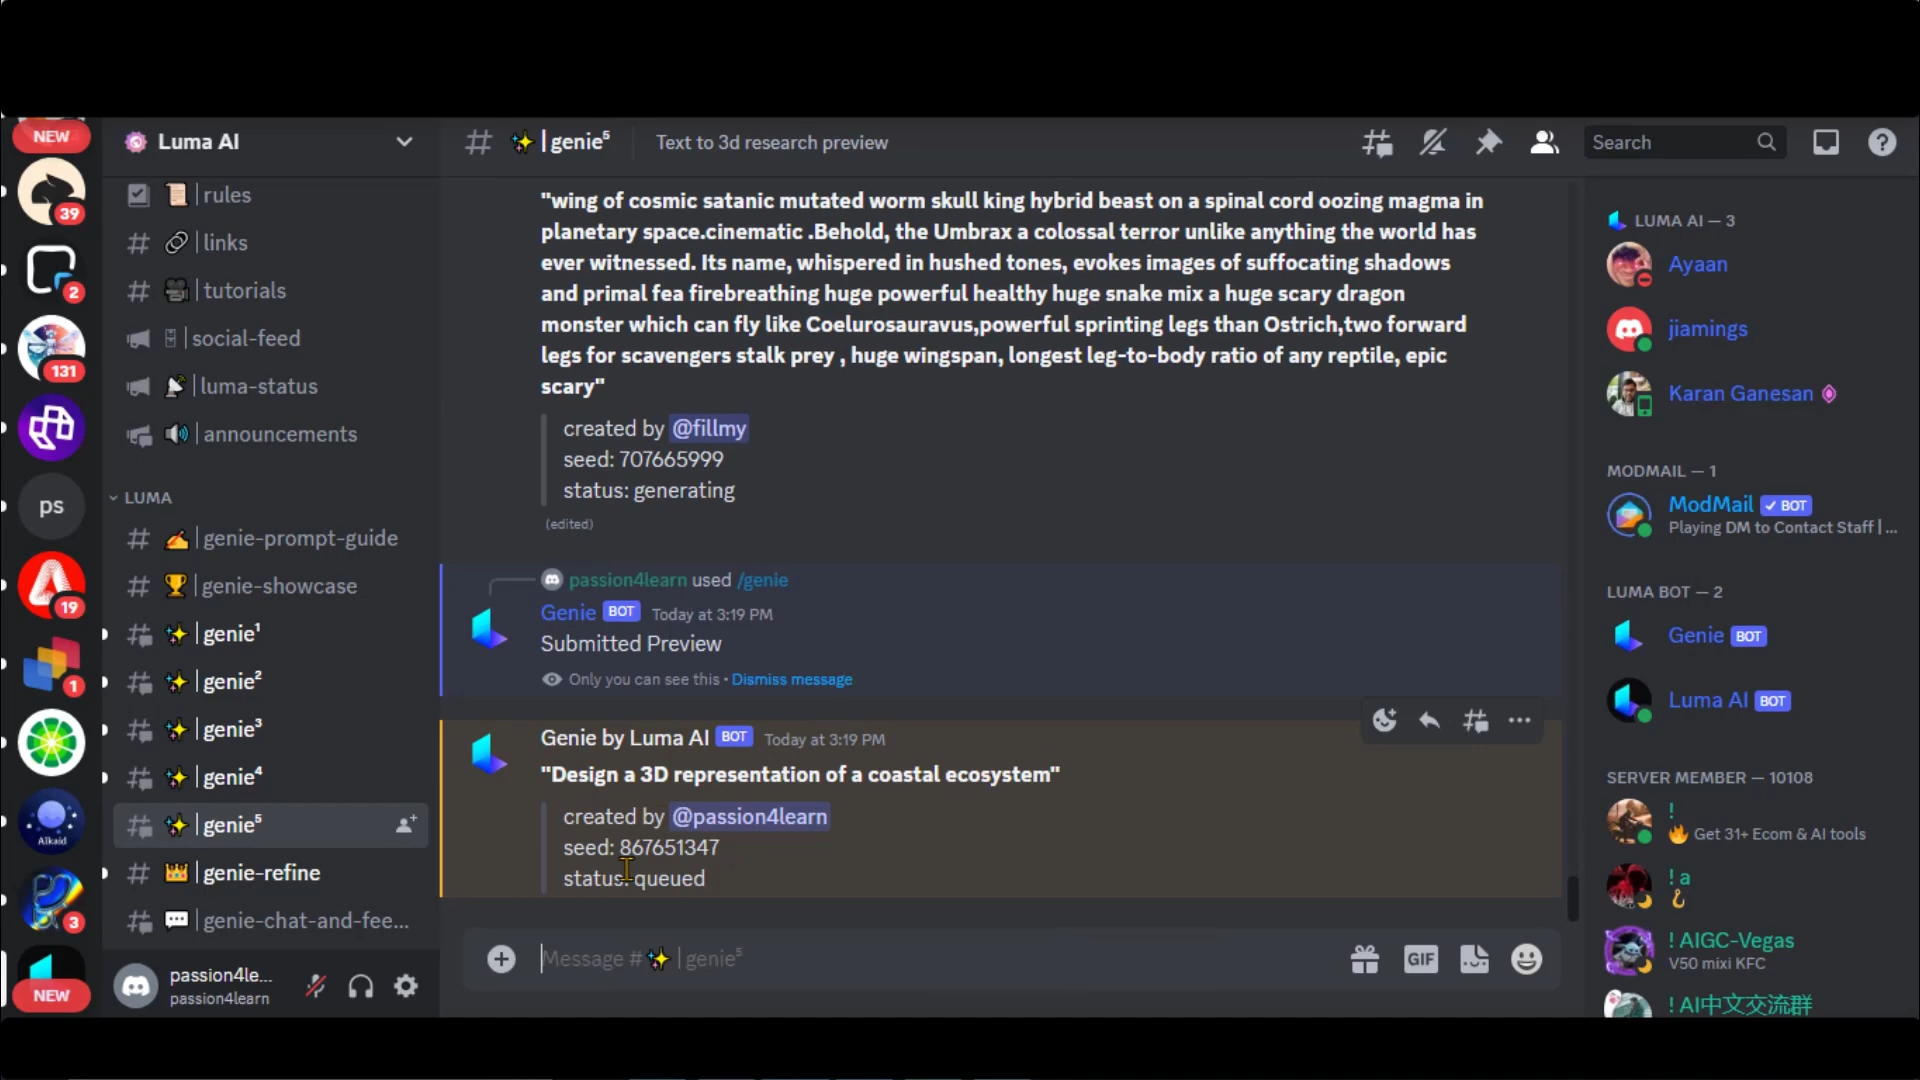 NEW
39
2
131
ps
19
1
Alkaid
3
NEW
Luma AI
rules
links
tutorials
social-feed
luma-status
announcements
LUMA
genie-prompt-guide
genie-showcase
genie¹
genie²
genie³
genie⁴
genie⁵
genie-refine
genie-chat-and-fee...
passion4le...
passion4learn
# ✨ | genie⁵
Text to 3d research preview
Search
"wing of cosmic satanic mutated worm skull king hybrid beast on a spinal cord oozing magma in
planetary space.cinematic .Behold, the Umbrax a colossal terror unlike anything the world has
ever witnessed. Its name, whispered in hushed tones, evokes images of suffocating shadows
and primal fea firebreathing huge powerful healthy huge snake mix a huge scary dragon
monster which can fly like Coelurosauravus,powerful sprinting legs than Ostrich,two forward
legs for scavengers stalk prey , huge wingspan, longest leg-to-body ratio of any reptile, epic
scary"
created by @fillmy
seed: 707665999
status: generating
(edited)
passion4learn used /genie
Genie BOT Today at 3:19 PM
Submitted Preview
Only you can see this • Dismiss message
Genie by Luma AI BOT Today at 3:19 PM
"Design a 3D representation of a coastal ecosystem"
created by @passion4learn
seed: 867651347
status: queued
Message #✨ | genie⁵
GIF
LUMA AI — 3
Ayaan
jiamings
Karan Ganesan
MODMAIL — 1
ModMail ✓ BOT
Playing DM to Contact Staff | ...
LUMA BOT — 2
Genie BOT
Luma AI BOT
SERVER MEMBER — 10108
!
🔥 Get 31+ Ecom & AI tools
! a
! AIGC-Vegas
V50 mixi KFC
! AI中文交流群